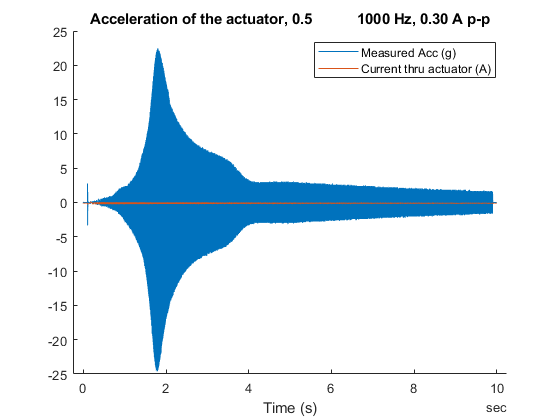 Acceleration of the actuator, 0.5 1000 Hz, 0.30 A p-p
Measured Acc (g)
Current thru actuator (A)
25
20
15
10
5
0
-5
-10
-15
-20
-25
0 2 4 6 8 10
Time (s)
sec